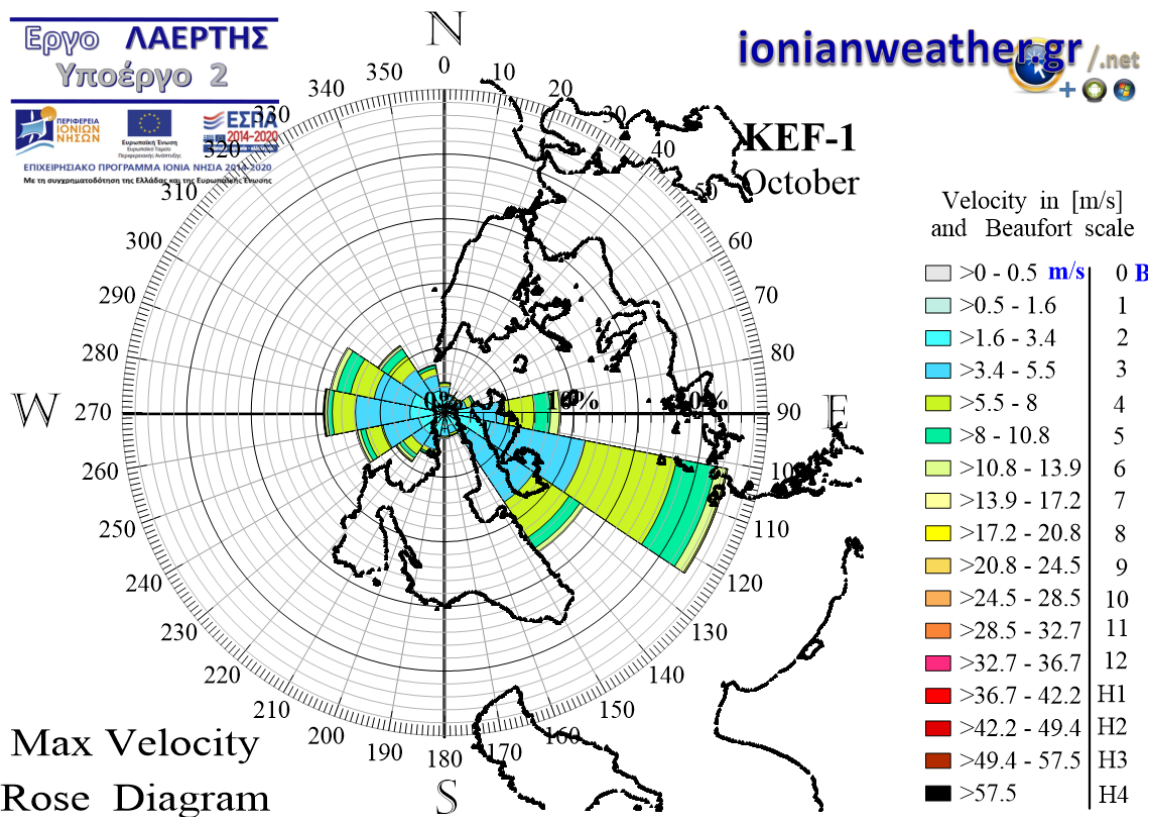 Εργο ΛΑΕΡΤΗΣ
Υποέργο 2
ΠΕΡΙΦΕΡΕΙΑ
ΙΟΝΙΩΝ
ΝΗΣΩΝ
Ευρωπαϊκή Ένωση
Ευρωπαϊκό Ταμείο
Περιφερειακής Ανάπτυξης
ΕΣΠΑ
2014-2020
ΕΠΙΧΕΙΡΗΣΙΑΚΟ ΠΡΟΓΡΑΜΜΑ ΙΟΝΙΑ ΝΗΣΙΑ 2014-2020
Με τη συγχρηματοδότηση της Ελλάδας και της Ευρωπαϊκής Ένωσης
ionianweather.gr/.net
KEF-1
October
N
0
10
20
30
40
50
60
70
80
90
E
110
120
130
140
150
160
170
180
S
190
200
210
220
230
240
250
260
270
W
280
290
300
310
320
330
340
350
0%
10%
20%
Velocity in [m/s]
and Beaufort scale
>0 - 0.5 m/s 0 B
>0.5 - 1.6 1
>1.6 - 3.4 2
>3.4 - 5.5 3
>5.5 - 8 4
>8 - 10.8 5
>10.8 - 13.9 6
>13.9 - 17.2 7
>17.2 - 20.8 8
>20.8 - 24.5 9
>24.5 - 28.5 10
>28.5 - 32.7 11
>32.7 - 36.7 12
>36.7 - 42.2 H1
>42.2 - 49.4 H2
>49.4 - 57.5 H3
>57.5 H4
Max Velocity
Rose Diagram